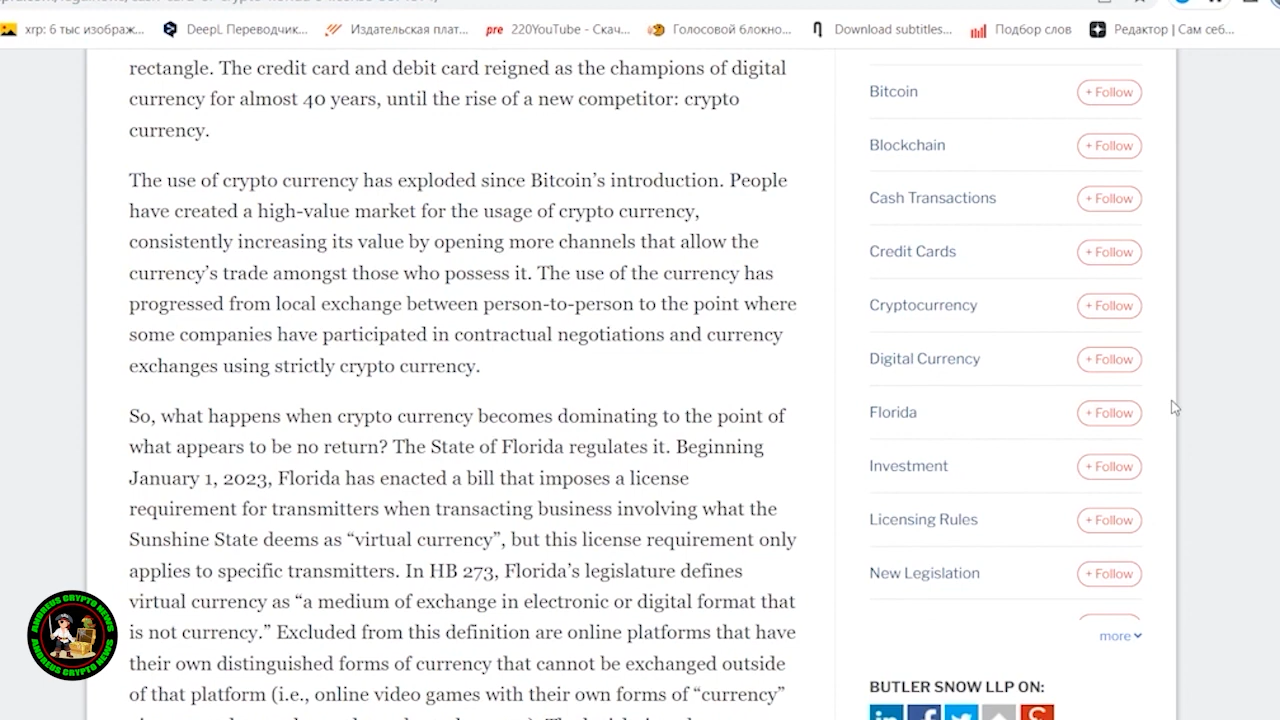 xrp: 6 тыс изображ...
DeepL Переводчик...
Издательская плат...
pre 220YouTube - Скач...
Голосовой блокно...
Download subtitles...
Подбор слов
Редактор | Сам себ...
rectangle. The credit card and debit card reigned as the champions of digital
currency for almost 40 years, until the rise of a new competitor: crypto
currency.
The use of crypto currency has exploded since Bitcoin’s introduction. People
have created a high-value market for the usage of crypto currency,
consistently increasing its value by opening more channels that allow the
currency’s trade amongst those who possess it. The use of the currency has
progressed from local exchange between person-to-person to the point where
some companies have participated in contractual negotiations and currency
exchanges using strictly crypto currency.
So, what happens when crypto currency becomes dominating to the point of
what appears to be no return? The State of Florida regulates it. Beginning
January 1, 2023, Florida has enacted a bill that imposes a license
requirement for transmitters when transacting business involving what the
Sunshine State deems as “virtual currency”, but this license requirement only
applies to specific transmitters. In HB 273, Florida’s legislature defines
virtual currency as “a medium of exchange in electronic or digital format that
is not currency.” Excluded from this definition are online platforms that have
their own distinguished forms of currency that cannot be exchanged outside
of that platform (i.e., online video games with their own forms of “currency”
Bitcoin + Follow
Blockchain + Follow
Cash Transactions + Follow
Credit Cards + Follow
Cryptocurrency + Follow
Digital Currency + Follow
Florida + Follow
Investment + Follow
Licensing Rules + Follow
New Legislation + Follow
more
BUTLER SNOW LLP ON:
ANDREUS CRYPTO NEWS
ANDREUS CRYPTO NEWS